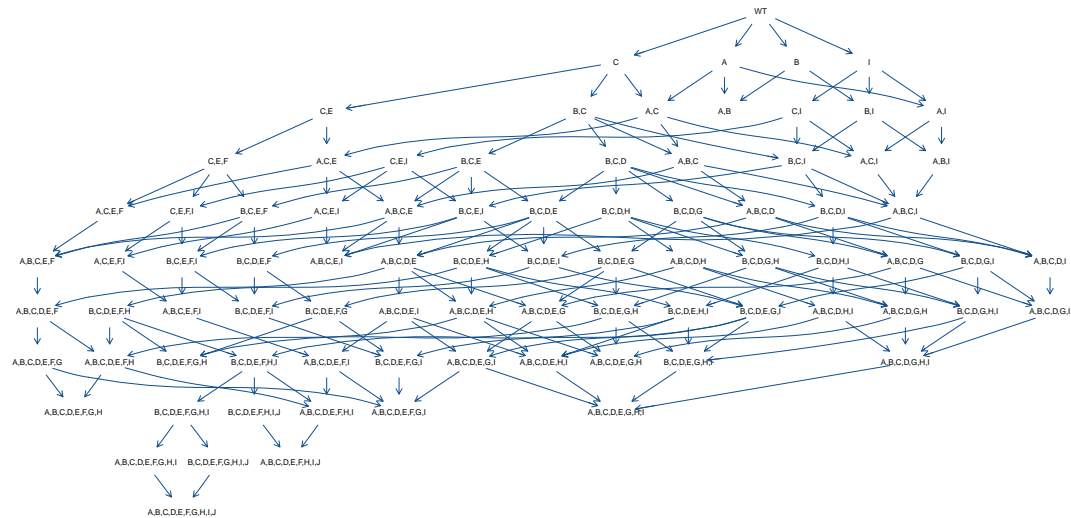 WT
C A B I
C,E B,C A,C A,B C,I B,I A,I
C,E,F A,C,E C,E,I B,C,E B,C,D A,B,C B,C,I A,C,I A,B,I
A,C,E,F C,E,F,I B,C,E,F A,C,E,I A,B,C,E B,C,E,I B,C,D,E B,C,D,H B,C,D,G A,B,C,D B,C,D,I A,B,C,I
A,B,C,E,F A,C,E,F,I B,C,E,F,I B,C,D,E,F A,B,C,E,I A,B,C,D,E B,C,D,E,H B,C,D,E,I B,C,D,E,G A,B,C,D,H B,C,D,G,H B,C,D,H,I A,B,C,D,G B,C,D,G,I A,B,C,D,I
A,B,C,D,E,F B,C,D,E,F,H A,B,C,E,F,I B,C,D,E,F,I B,C,D,E,F,G A,B,C,D,E,I A,B,C,D,E,H A,B,C,D,E,G B,C,D,E,G,H B,C,D,E,H,I B,C,D,E,G,I A,B,C,D,H,I A,B,C,D,G,H B,C,D,G,H,I A,B,C,D,G,I
A,B,C,D,E,F,G A,B,C,D,E,F,H B,C,D,E,F,G,H B,C,D,E,F,H,I A,B,C,D,E,F,I B,C,D,E,F,G,I A,B,C,D,E,G,I A,B,C,D,E,H,I A,B,C,D,E,G,H B,C,D,E,G,H,I A,B,C,D,G,H,I
A,B,C,D,E,F,G,H B,C,D,E,F,G,H,I B,C,D,E,F,H,I,J A,B,C,D,E,F,H,I A,B,C,D,E,F,G,I A,B,C,D,E,G,H,I
A,B,C,D,E,F,G,H,I B,C,D,E,F,G,H,I,J A,B,C,D,E,F,H,I,J
A,B,C,D,E,F,G,H,I,J